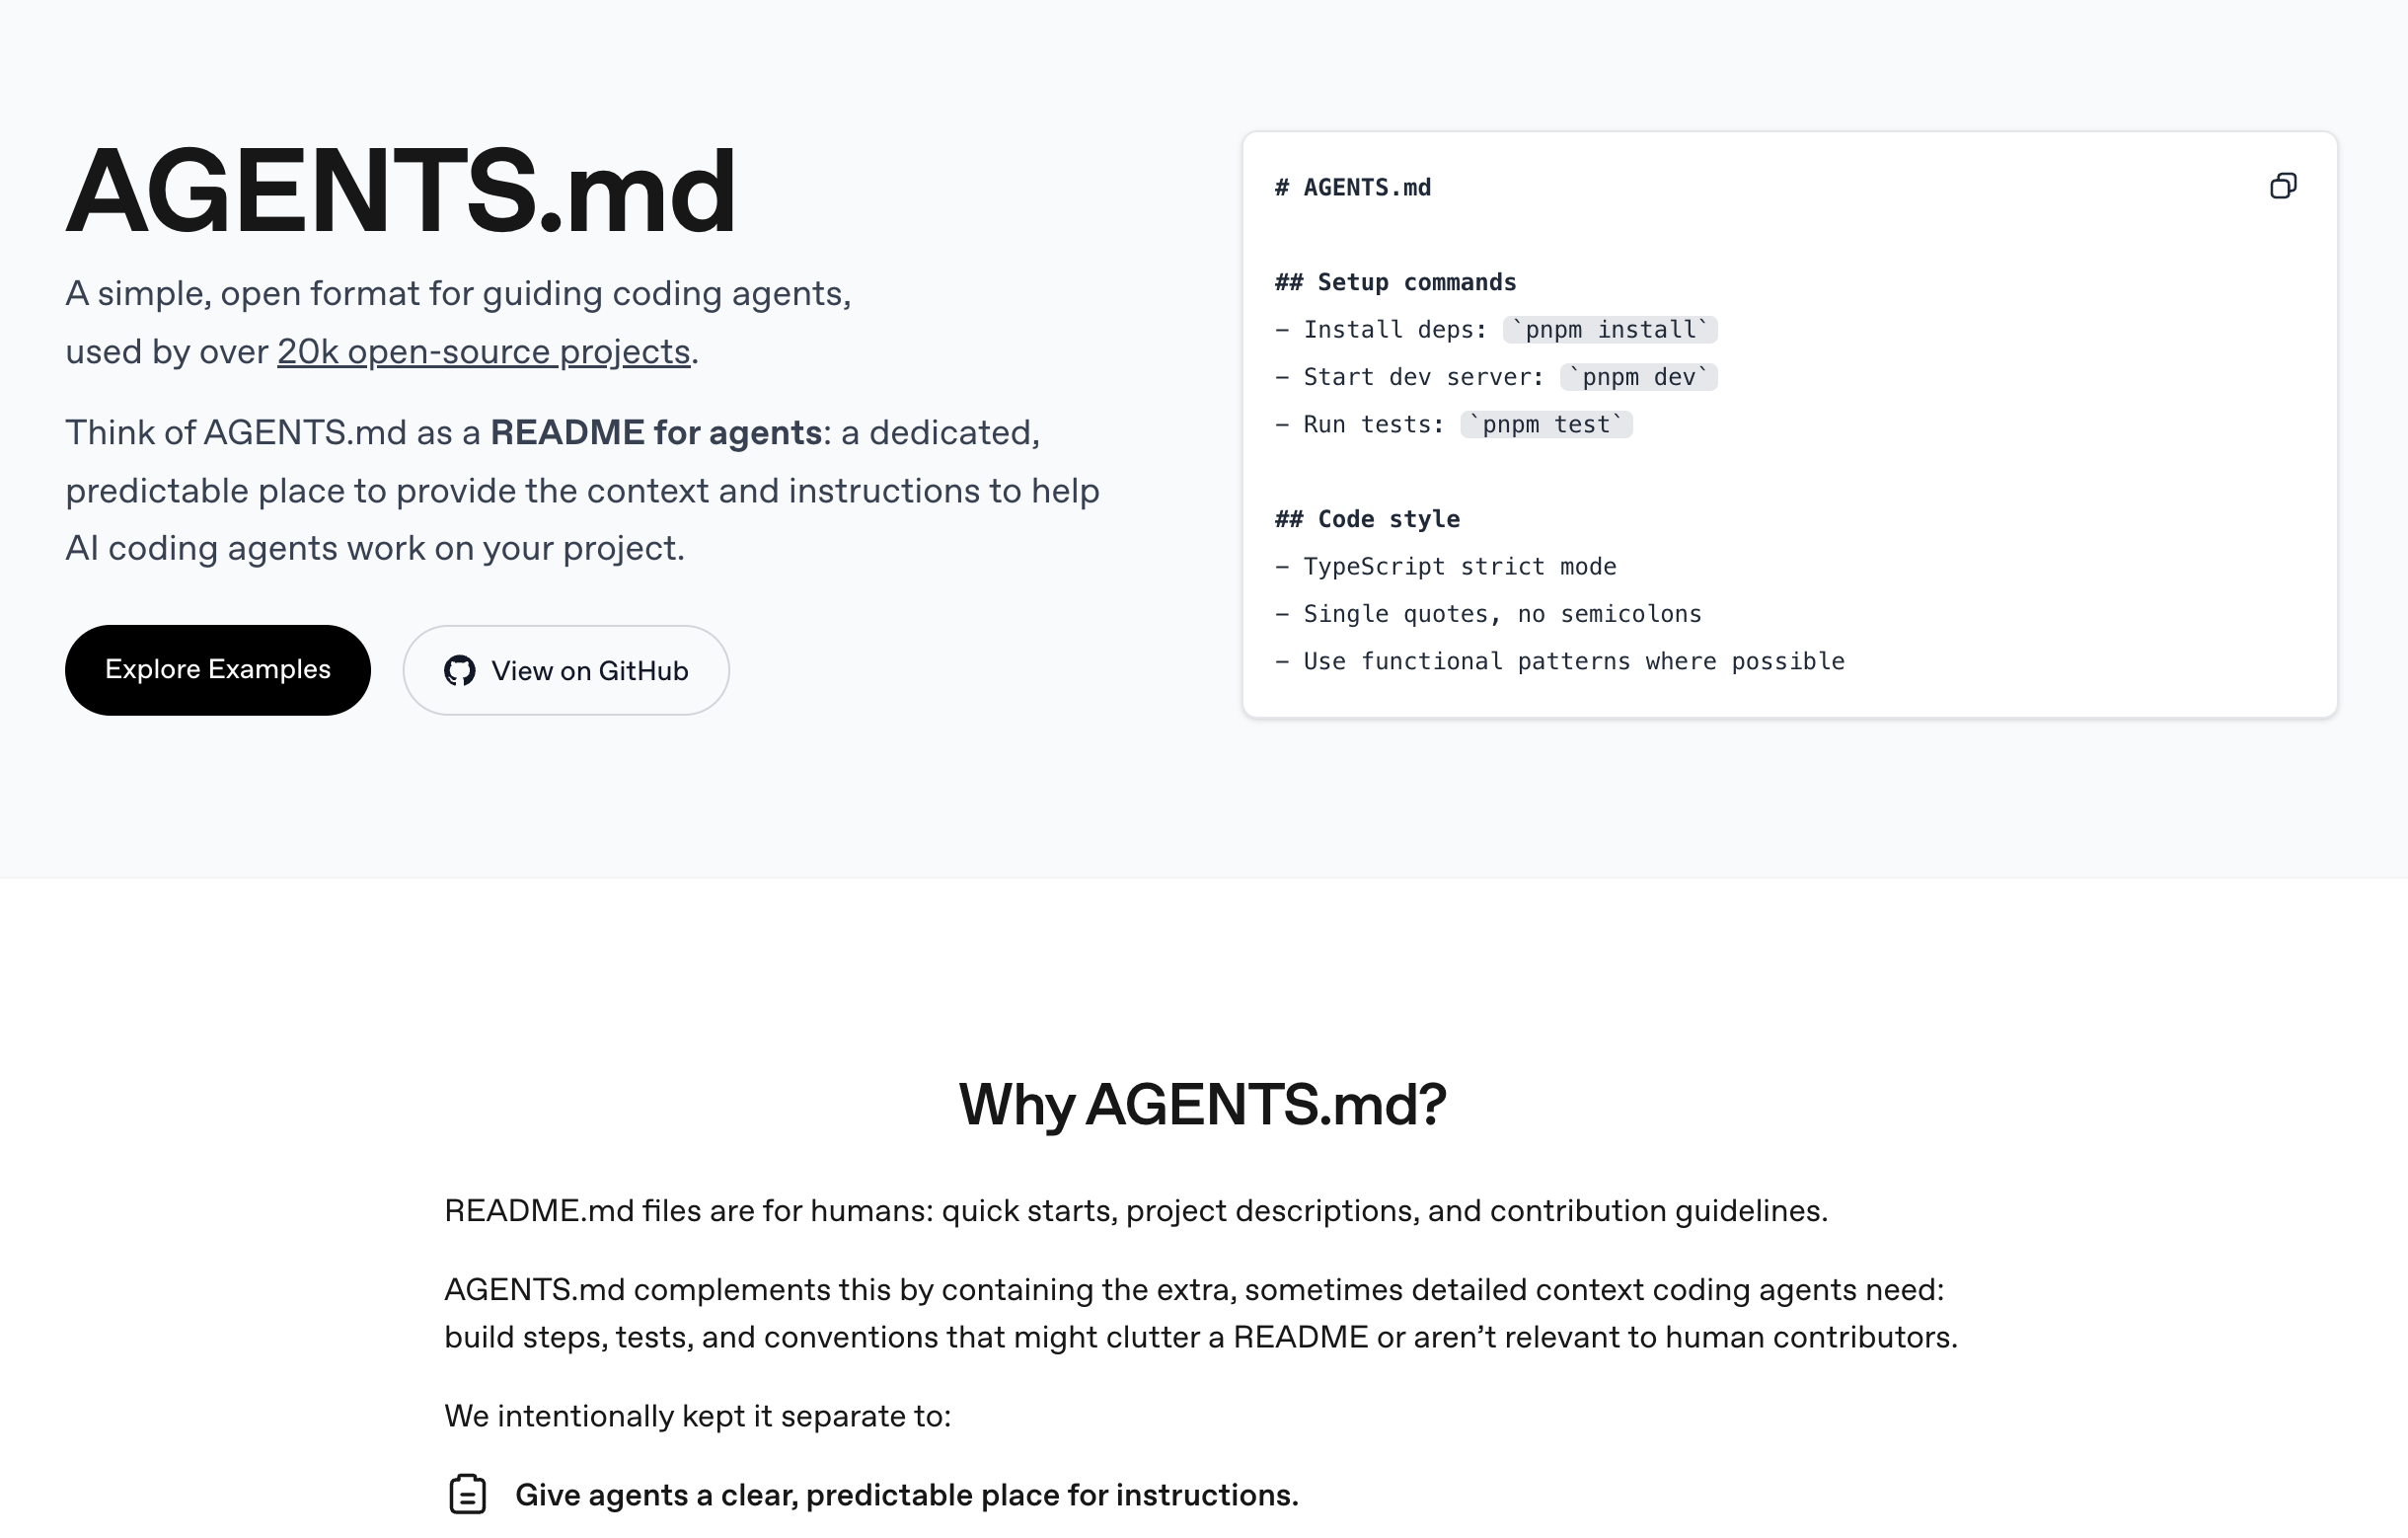 AGENTS.md
A simple, open format for guiding coding agents,
used by over 20k open-source projects.
Think of AGENTS.md as a README for agents: a dedicated,
predictable place to provide the context and instructions to help
AI coding agents work on your project.
Explore Examples
View on GitHub
# AGENTS.md
## Setup commands
- Install deps: `pnpm install`
- Start dev server: `pnpm dev`
- Run tests: `pnpm test`
## Code style
- TypeScript strict mode
- Single quotes, no semicolons
- Use functional patterns where possible
Why AGENTS.md?
README.md files are for humans: quick starts, project descriptions, and contribution guidelines.
AGENTS.md complements this by containing the extra, sometimes detailed context coding agents need:
build steps, tests, and conventions that might clutter a README or aren’t relevant to human contributors.
We intentionally kept it separate to:
Give agents a clear, predictable place for instructions.